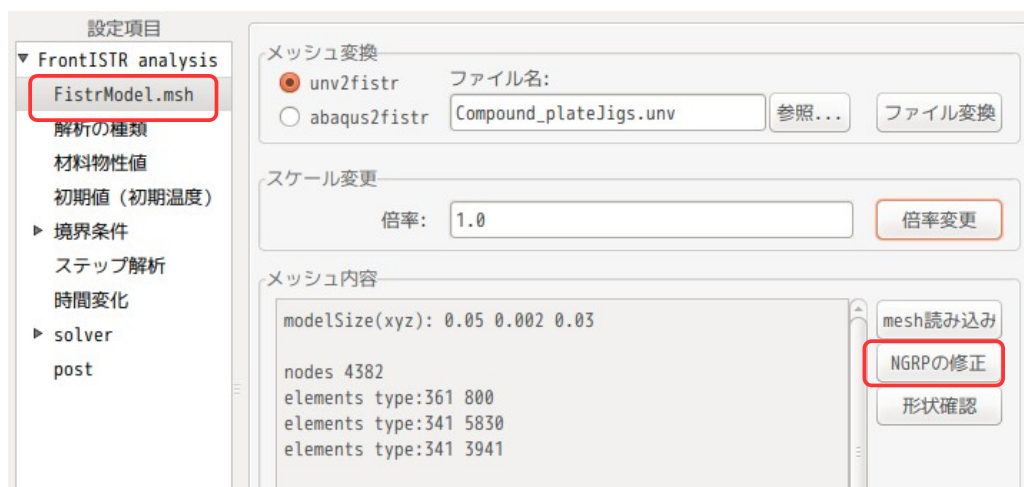 設定項目
FrontISTR analysis
FistrModel.msh
解析の種類
材料物性値
初期値（初期温度）
境界条件
ステップ解析
時間変化
solver
post
メッシュ変換
unv2fistr
ファイル名:
abaqus2fistr
Compound_plateJigs.unv
参照...
ファイル変換
スケール変更
倍率:
1.0
倍率変更
メッシュ内容
modelSize(xyz): 0.05 0.002 0.03
nodes 4382
elements type:361 800
elements type:341 5830
elements type:341 3941
mesh読み込み
NGRPの修正
形状確認